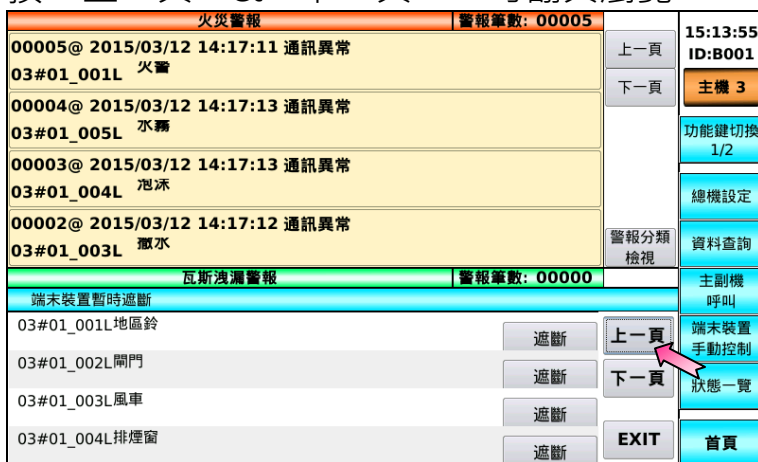 火災警報 警報筆數: 00005
00005@ 2015/03/12 14:17:11 通訊異常
03#01_001L 火警
00004@ 2015/03/12 14:17:13 通訊異常
03#01_005L 水霧
00003@ 2015/03/12 14:17:13 通訊異常
03#01_004L 泡沫
00002@ 2015/03/12 14:17:12 通訊異常
03#01_003L 撒水
上一頁
下一頁
警報分類
檢視
瓦斯洩漏警報 警報筆數: 00000
端末裝置暫時遮斷
03#01_001L地區鈴 遮斷
03#01_002L閘門 遮斷
03#01_003L風車 遮斷
03#01_004L排煙窗 遮斷
上一頁
下一頁
EXIT
15:13:55
ID:B001
主機 3
功能鍵切換
1/2
總機設定
資料查詢
主副機
呼叫
端末裝置
手動控制
狀態一覽
首頁